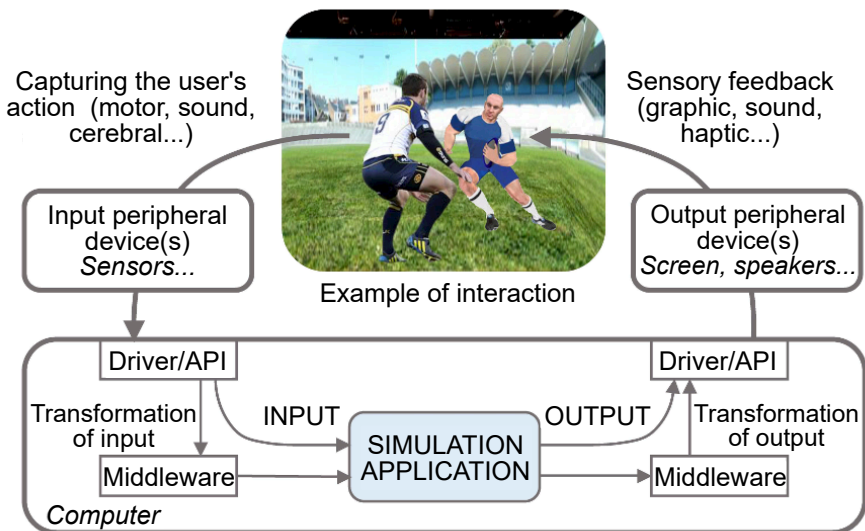 Capturing the user's
action (motor, sound,
cerebral...)
Sensory feedback
(graphic, sound,
haptic...)
9
Input peripheral
device(s)
Sensors...
Output peripheral
device(s)
Screen, speakers...
Example of interaction
Driver/API
Driver/API
Transformation
of input
INPUT
SIMULATION
APPLICATION
OUTPUT
Transformation
of output
Middleware
Middleware
Computer